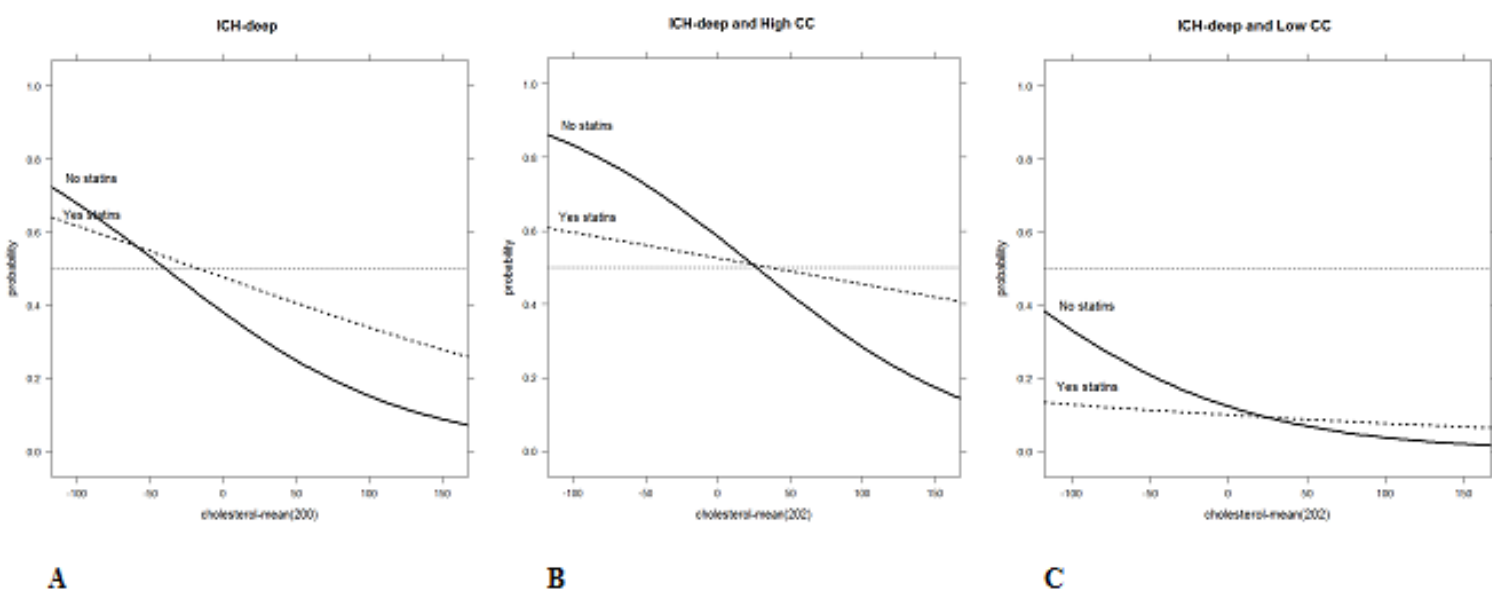 ICH-deep
1.0
0.8
0.6
0.4
0.2
0.0
probability
No statins
Yes statins
-100
-50
0
50
100
150
cholesterol-mean(200)
A
ICH-deep and High CC
1.0
0.8
0.6
0.4
0.2
0.0
probability
No statins
Yes statins
-100
-50
0
50
100
150
cholesterol-mean(202)
B
ICH-deep and Low CC
1.0
0.8
0.6
0.4
0.2
0.0
probability
No statins
Yes statins
-100
-50
0
50
100
150
cholesterol-mean(202)
C